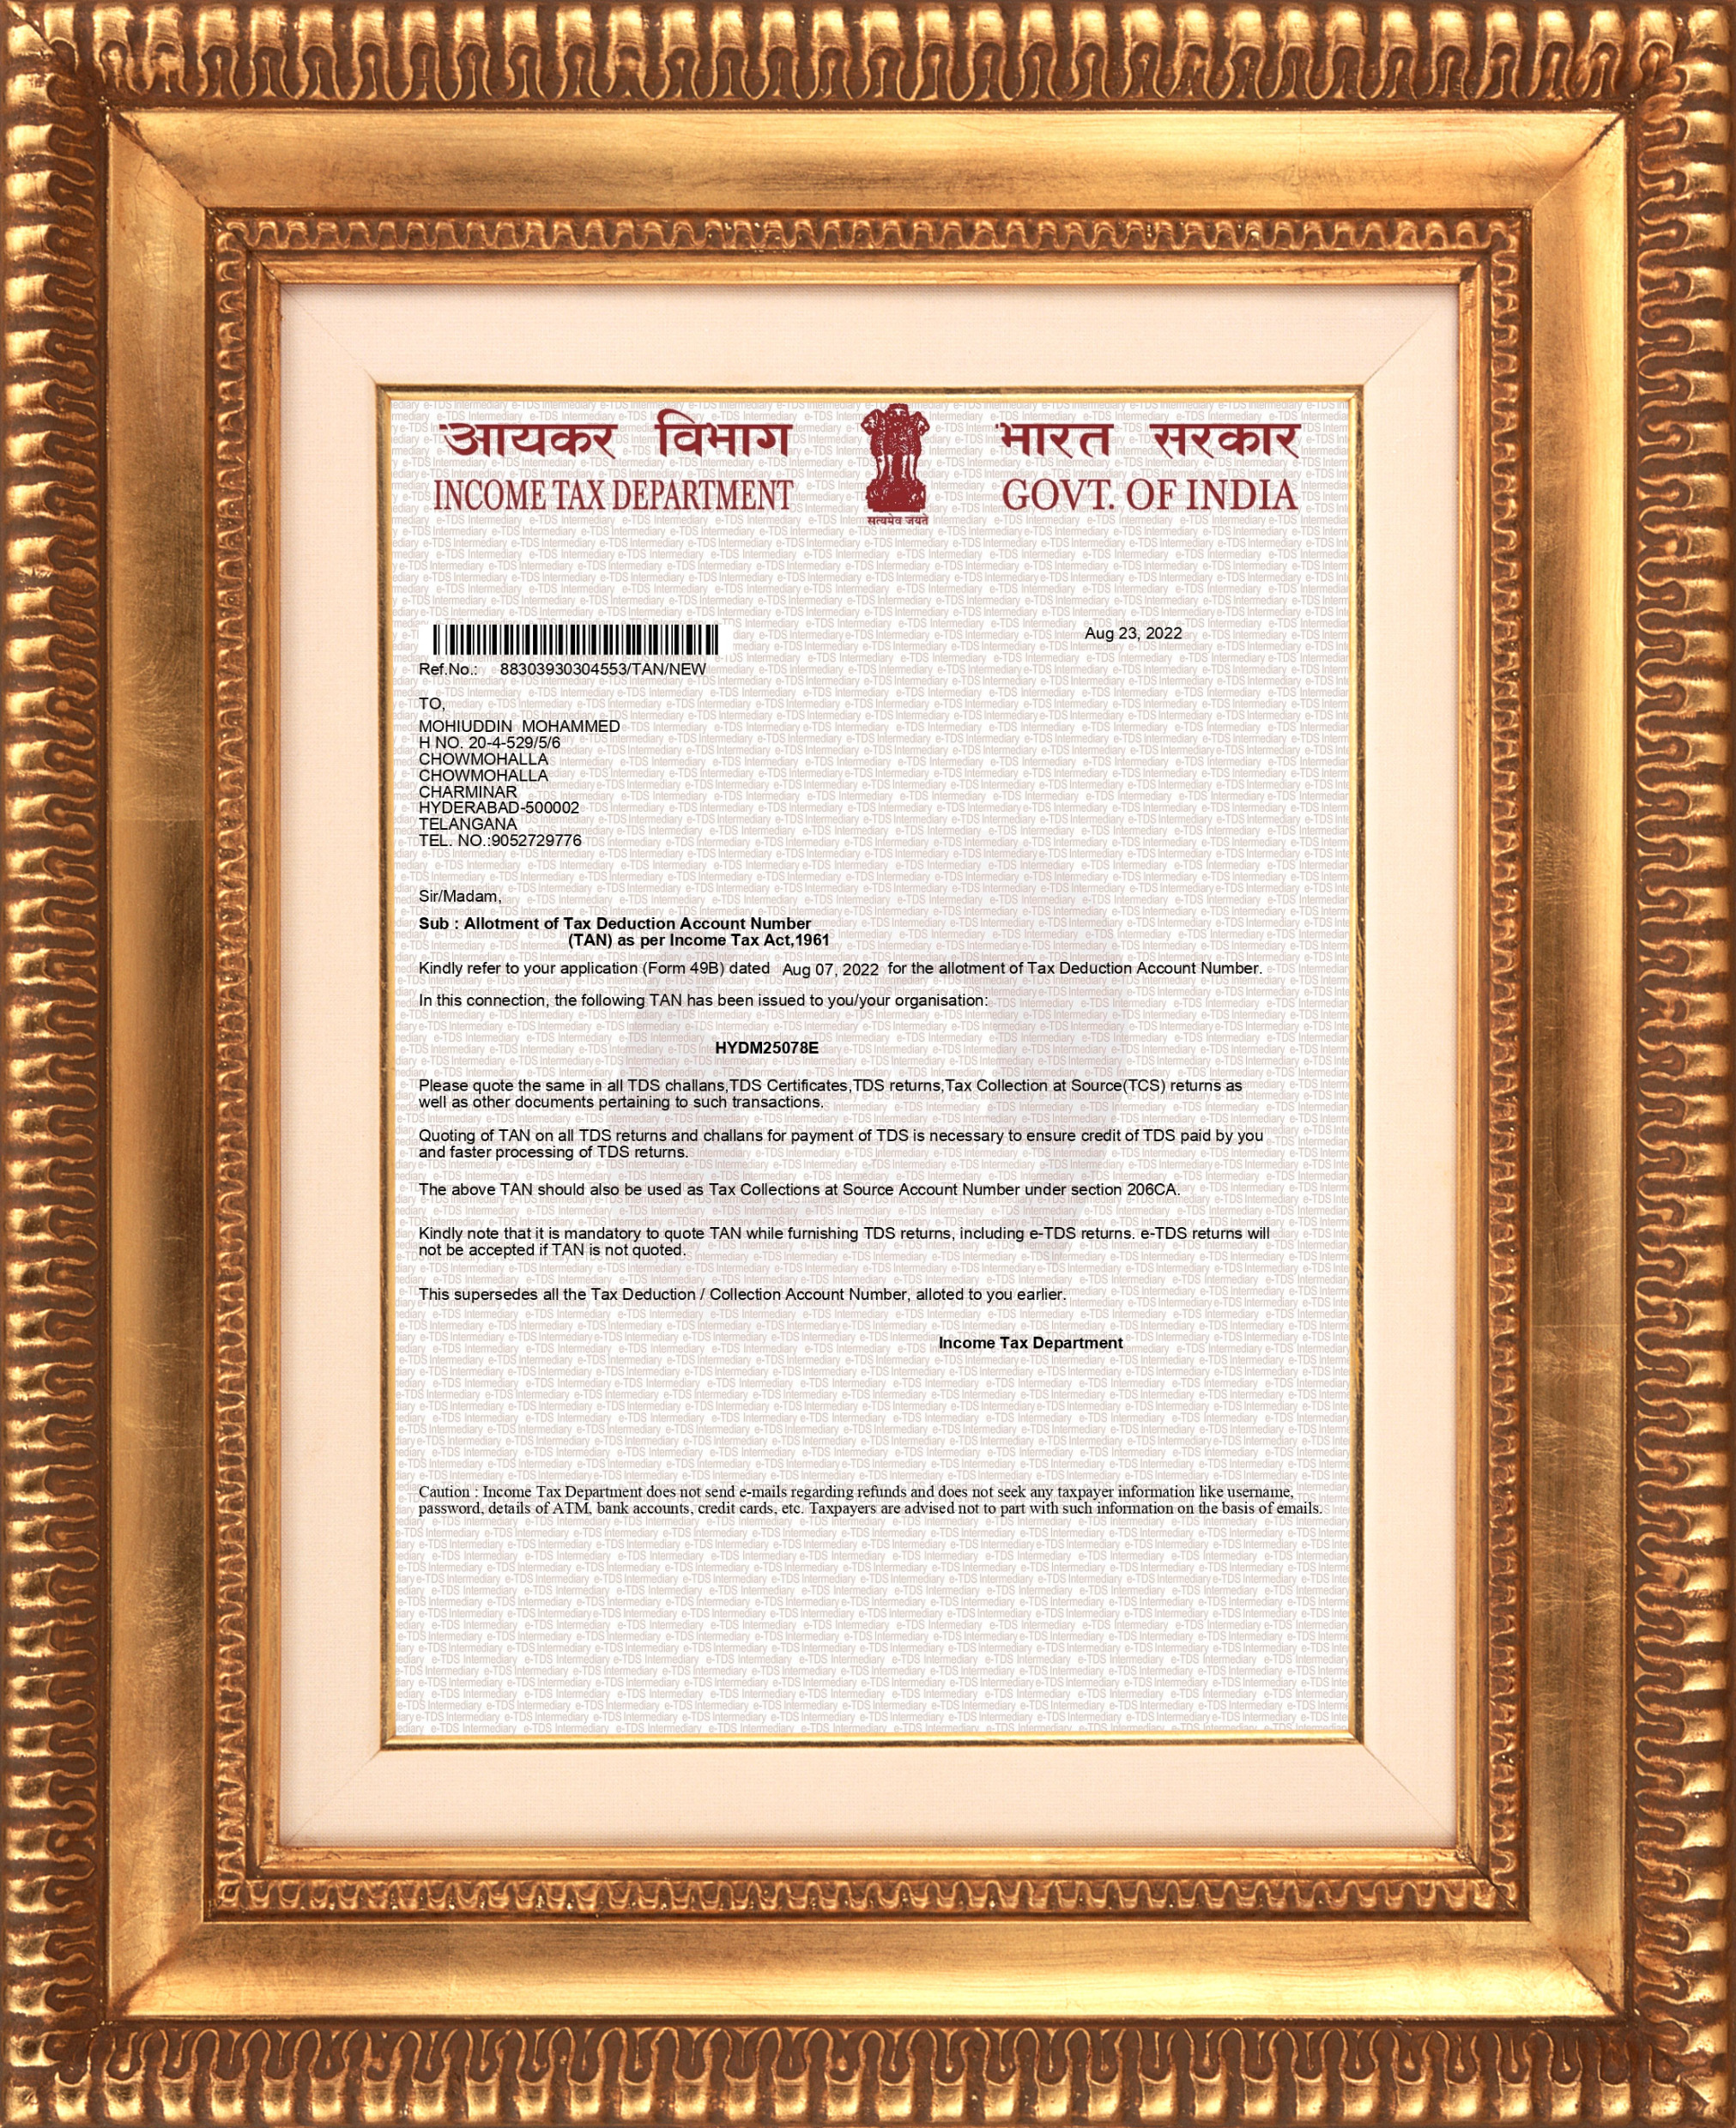 आयकर विभाग
INCOME TAX DEPARTMENT
सत्यमेव जयते
भारत सरकार
GOVT. OF INDIA
Aug 23, 2022
Ref.No.: 88303930304553/TAN/NEW
TO,
MOHIUDDIN MOHAMMED
H NO. 20-4-529/5/6
CHOWMOHALLA
CHOWMOHALLA
CHARMINAR
HYDERABAD-500002
TELANGANA
TEL. NO.:9052729776
Sir/Madam,
Sub : Allotment of Tax Deduction Account Number
(TAN) as per Income Tax Act,1961
Kindly refer to your application (Form 49B) dated Aug 07, 2022 for the allotment of Tax Deduction Account Number.
In this connection, the following TAN has been issued to you/your organisation:
HYDM25078E
Please quote the same in all TDS challans,TDS Certificates,TDS returns,Tax Collection at Source(TCS) returns as
well as other documents pertaining to such transactions.
Quoting of TAN on all TDS returns and challans for payment of TDS is necessary to ensure credit of TDS paid by you
and faster processing of TDS returns.
The above TAN should also be used as Tax Collections at Source Account Number under section 206CA.
Kindly note that it is mandatory to quote TAN while furnishing TDS returns, including e-TDS returns. e-TDS returns will
not be accepted if TAN is not quoted.
This supersedes all the Tax Deduction / Collection Account Number, alloted to you earlier.
Income Tax Department
Caution : Income Tax Department does not send e-mails regarding refunds and does not seek any taxpayer information like username,
password, details of ATM, bank accounts, credit cards, etc. Taxpayers are advised not to part with such information on the basis of emails.